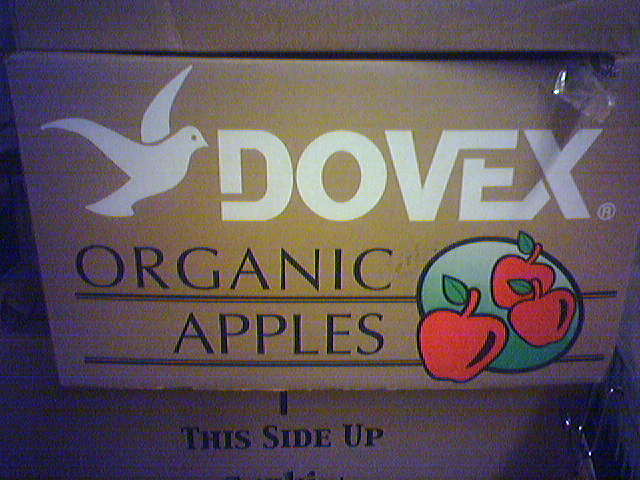 DOVEX®
ORGANIC
APPLES
THIS SIDE UP